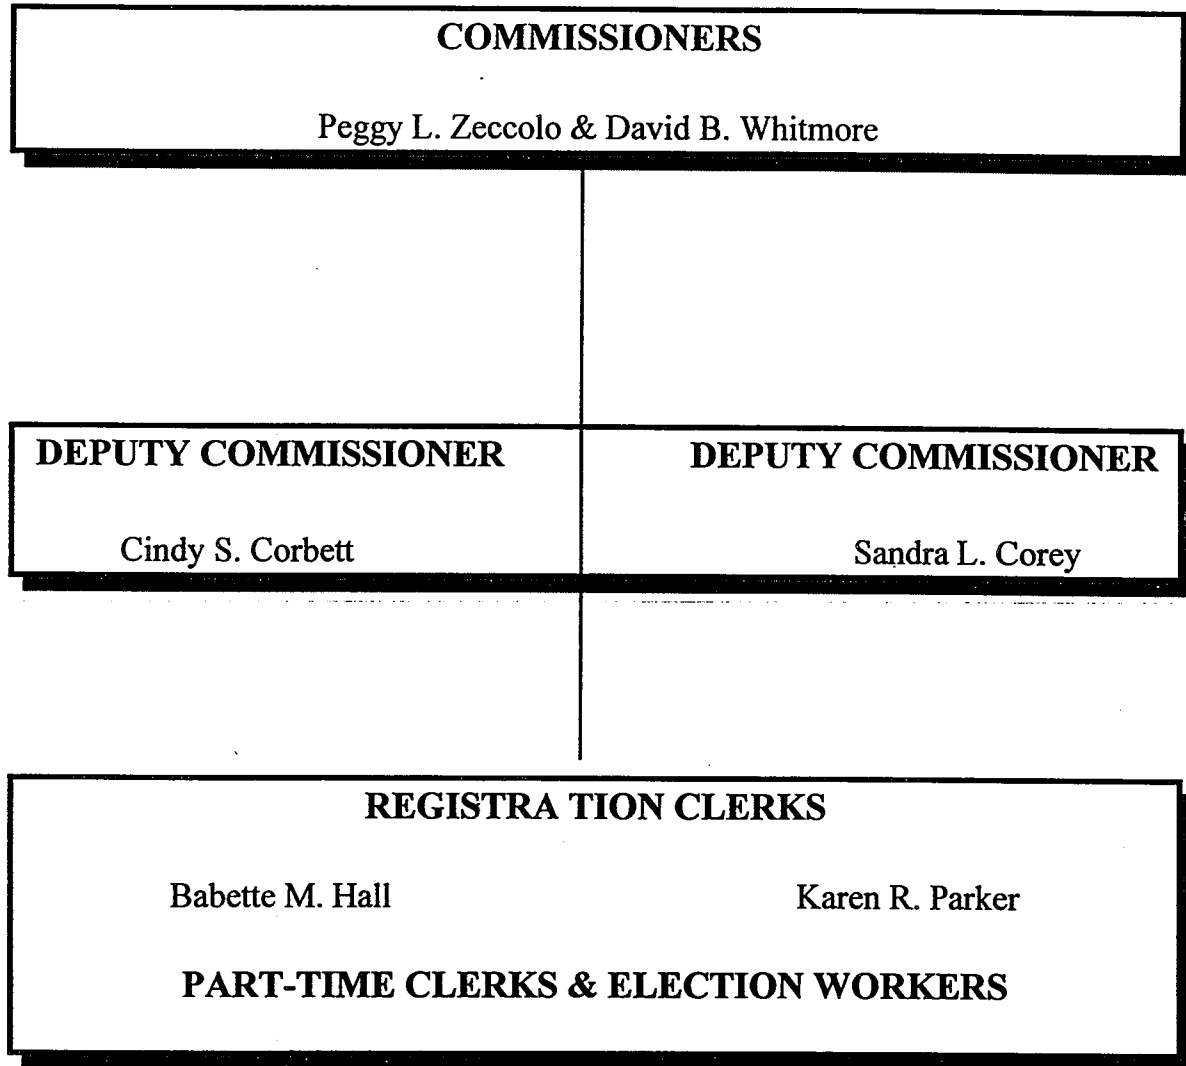 COMMISSIONERS
Peggy L. Zeccolo & David B. Whitmore
DEPUTY COMMISSIONER DEPUTY COMMISSIONER
Cindy S. Corbett Sandra L. Corey
REGISTRA TION CLERKS
Babette M. Hall Karen R. Parker
PART-TIME CLERKS & ELECTION WORKERS